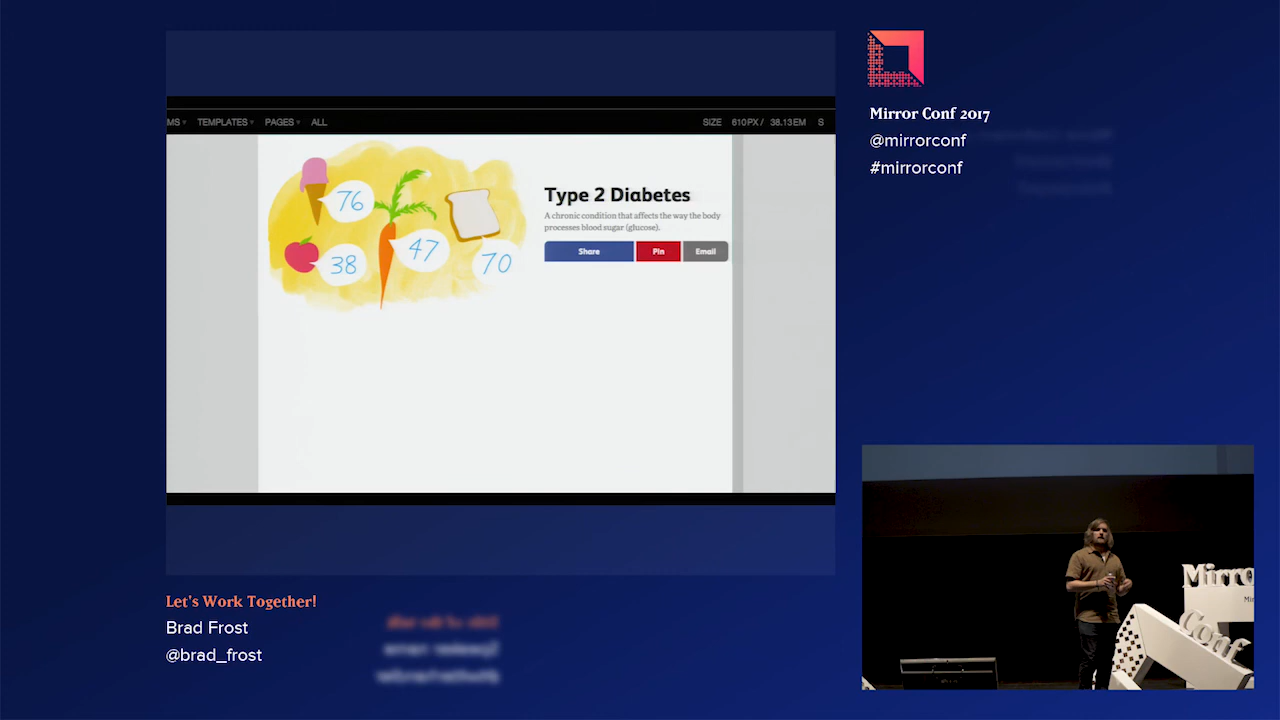 MS TEMPLATES PAGES ALL SIZE 610PX / 38.13EM S
76
47
38
70
Type 2 Diabetes
A chronic condition that affects the way the body
processes blood sugar (glucose).
Share Pin Email
Mirror Conf 2017
@mirrorconf
#mirrorconf
Let's Work Together!
Brad Frost
@brad_frost
Mirro
Conf